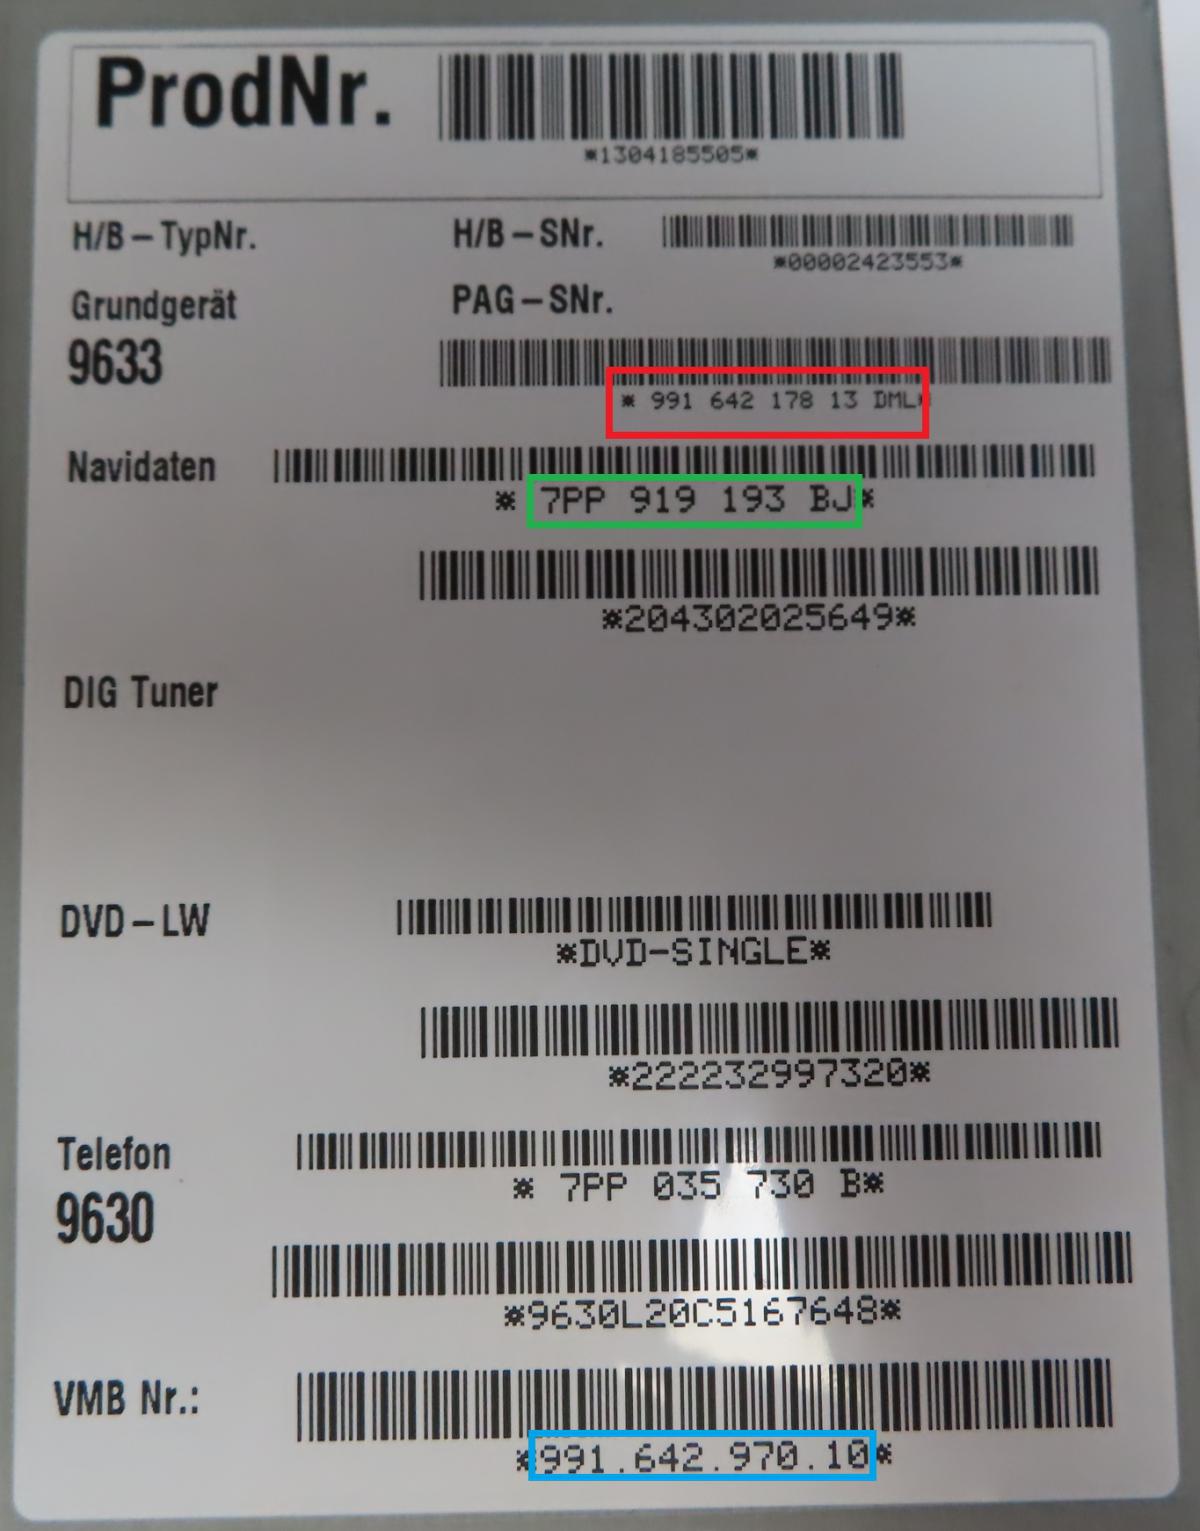 ProdNr.
*1304185505*
H/B-TypNr. H/B-SNr.
*00002423553*
Grundgerät PAG-SNr.
9633
* 991 642 178 13 DML*
Navidaten
* 7PP 919 193 BJ*
*204302025649*
DIG Tuner
DVD-LW
*DVD-SINGLE*
*222232997320*
Telefon
9630
* 7PP 035 730 B*
*9630L20C5167648*
VMB Nr.:
*991.642.970.10*